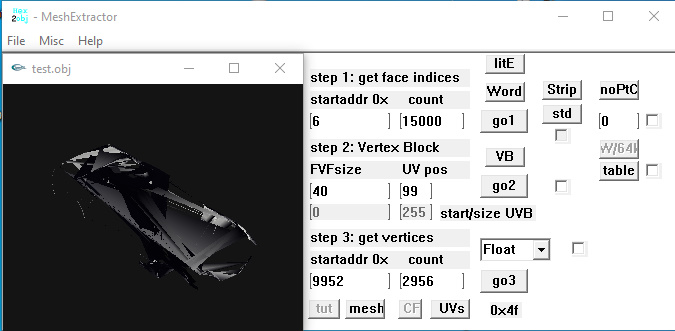 Hex
2obj
- MeshExtractor
File Misc Help
test.obj
litE
step 1: get face indices
Word Strip noPtC
startaddr 0x count
std
6 15000 go1 0
step 2: Vertex Block
VB W/64k
FVFsize UV pos
table
40 99 go2
0 255 start/size UVB
step 3: get vertices
Float
startaddr 0x count
9952 2956 go3
tut mesh CF UVs 0x4f